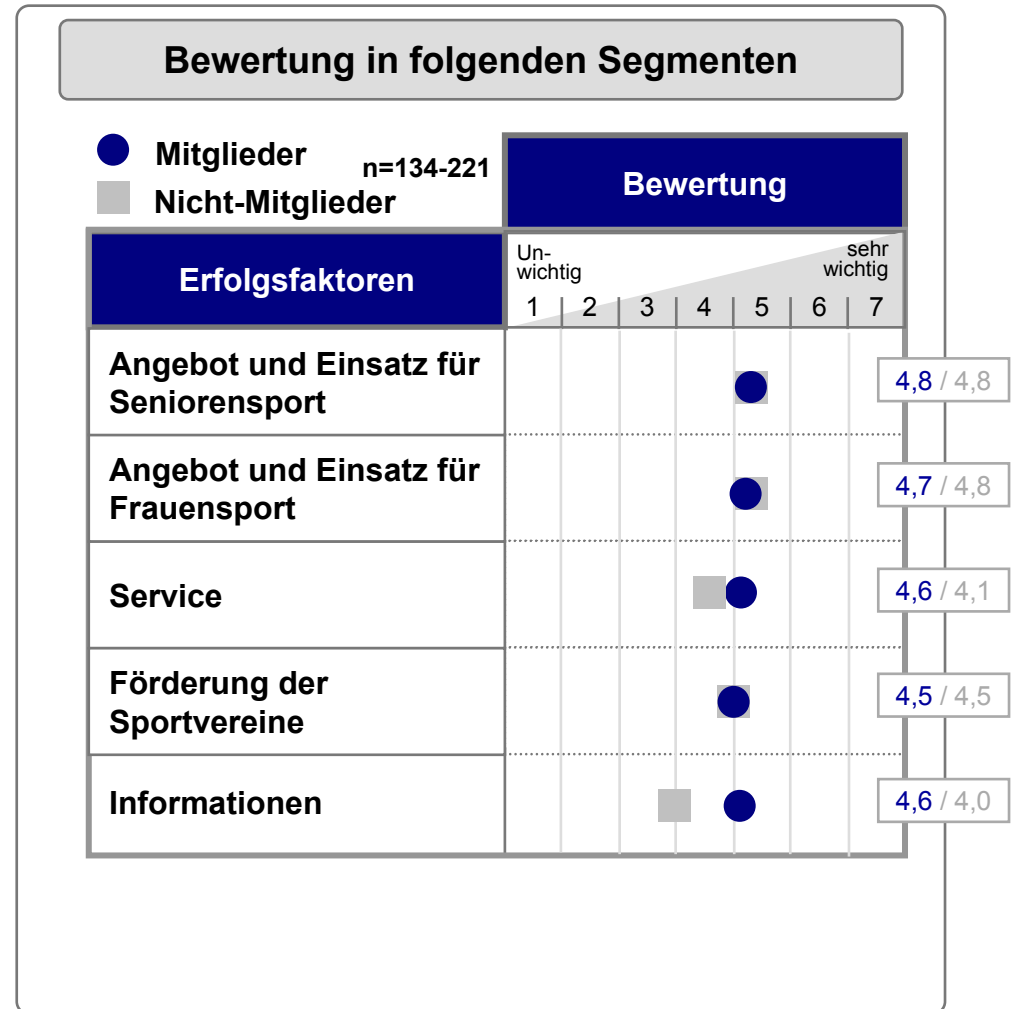 Bewertung in folgenden Segmenten
Mitglieder
n=134-221
Nicht-Mitglieder
Bewertung
Erfolgsfaktoren
Un-
wichtig
sehr
wichtig
1 | 2 | 3 | 4 | 5 | 6 | 7
Angebot und Einsatz für
Seniorensport
4,8 / 4,8
Angebot und Einsatz für
Frauensport
4,7 / 4,8
Service
4,6 / 4,1
Förderung der
Sportvereine
4,5 / 4,5
Informationen
4,6 / 4,0